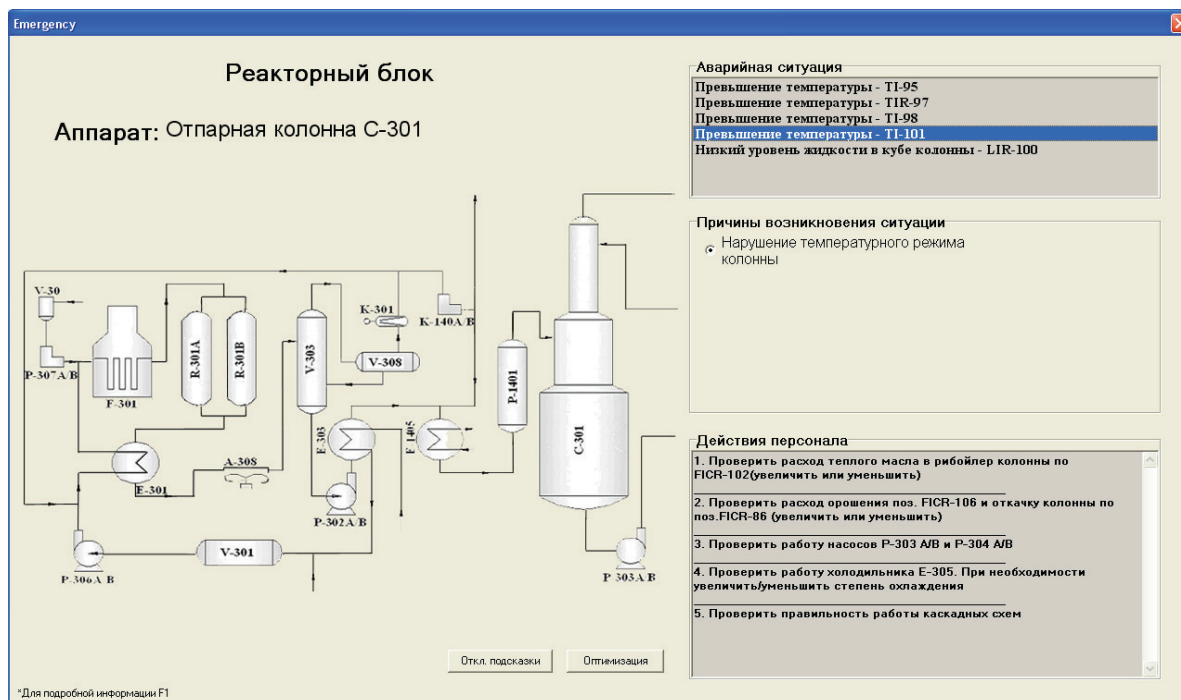 Emergency
Реакторный блок
Аппарат: Отпарная колонна C-301
V-30
P-307A/B
F-301
R-301A
R-301B
E-301
A-308
V-303
K-301
V-308
K-140A/B
E-303
E-1405
P-302A/B
P-1401
C-301
V-301
P-306A B
P 303A/B
Аварийная ситуация
Превышение температуры - TI-95
Превышение температуры - TIR-97
Превышение температуры - TI-98
Превышение температуры - TI-101
Низкий уровень жидкости в кубе колонны - LIR-100
Причины возникновения ситуации
Нарушение температурного режима
колонны
Действия персонала
1. Проверить расход теплого масла в рибойлер колонны по
FICR-102(увеличить или уменьшить)
2. Проверить расход орошения поз. FICR-106 и откачку колонны по
поз.FICR-86 (увеличить или уменьшить)
3. Проверить работу насосов P-303 A/B и P-304 A/B
4. Проверить работу холодильника E-305. При необходимости
увеличить/уменьшить степень охлаждения
5. Проверить правильность работы каскадных схем
Откл. подсказки
Оптимизация
*Для подробной информации F1